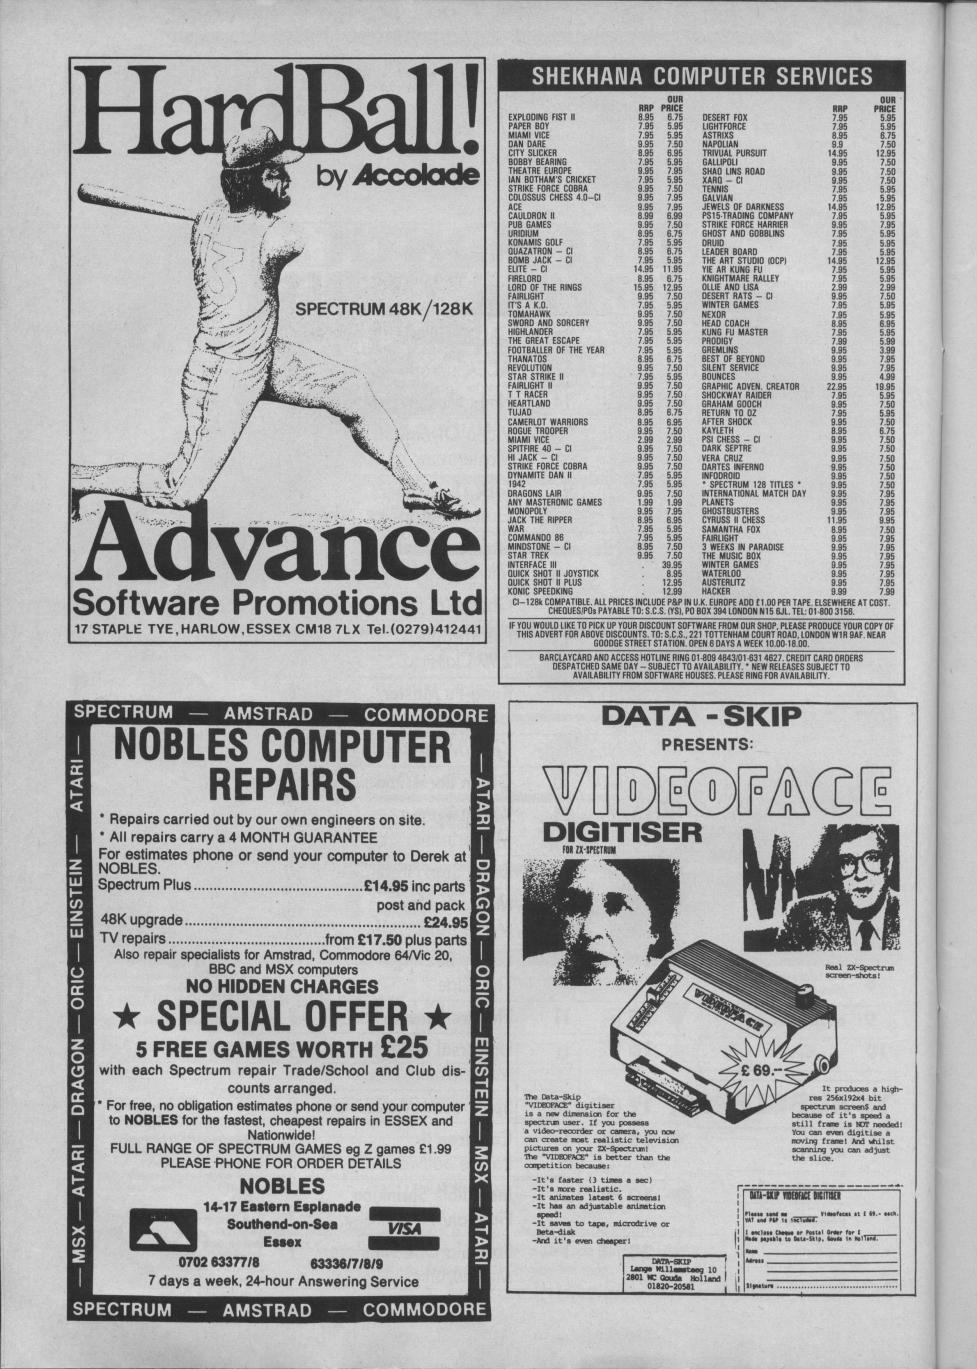 HardBall!
by Accolade
SPECTRUM 48K/128K
Advance
Software Promotions Ltd
17 STAPLE TYE, HARLOW, ESSEX CM18 7LX Tel.(0279)412441
SHEKHANA COMPUTER SERVICES
RRP OUR PRICE
EXPLODING FIST II 8.95 6.75
PAPER BOY 7.95 5.95
MIAMI VICE 7.95 5.95
DAN DARE 9.95 7.50
CITY SLICKER 8.95 6.95
BOBBY BEARING 7.95 5.95
THEATRE EUROPE 9.95 7.95
IAN BOTHAM'S CRICKET 7.95 5.95
STRIKE FORCE COBRA 9.95 7.50
COLOSSUS CHESS 4.0–CI 9.95 7.95
ACE 9.95 7.95
CAULDRON II 8.99 6.99
PUB GAMES 9.95 7.50
URIDIUM 8.95 6.75
KONAMIS GOLF 7.95 5.95
QUAZATRON – CI 8.95 6.75
BOMB JACK – CI 7.95 5.95
ELITE – CI 14.95 11.95
FIRELORD 8.95 6.75
LORD OF THE RINGS 15.95 12.95
FAIRLIGHT 9.95 7.50
IT'S A K.O. 7.95 5.95
TOMAHAWK 9.95 7.50
SWORD AND SORCERY 9.95 7.50
HIGHLANDER 7.95 5.95
THE GREAT ESCAPE 7.95 5.95
FOOTBALLER OF THE YEAR 7.95 5.95
THANATOS 8.95 6.75
REVOLUTION 9.95 7.50
STAR STRIKE II 7.95 5.95
FAIRLIGHT II 9.95 7.50
T T RACER 9.95 7.50
HEARTLAND 9.95 7.50
TUJAD 8.95 6.75
CAMERLOT WARRIORS 8.95 6.95
ROGUE TROOPER 9.95 7.50
MIAMI VICE 2.99 2.99
SPITFIRE 40 – CI 9.95 7.50
HI JACK – CI 9.95 7.50
STRIKE FORCE COBRA 9.95 7.50
DYNAMITE DAN II 7.95 5.95
1942 7.95 5.95
DRAGONS LAIR 9.95 7.50
ANY MASTERONIC GAMES 1.99 1.99
MONOPOLY 9.95 7.95
JACK THE RIPPER 8.95 6.95
WAR 7.95 5.95
COMMANDO 86 7.95 5.95
MINDSTONE – CI 8.95 7.50
STAR TREK 9.95 7.50
INTERFACE III . 39.95
QUICK SHOT II JOYSTICK . 8.95
QUICK SHOT II PLUS . 12.95
KONIC SPEEDKING . 12.99
RRP OUR PRICE
DESERT FOX 7.95 5.95
LIGHTFORCE 7.95 5.95
ASTRIXS 8.95 6.75
NAPOLIAN 9.9 7.50
TRIVUAL PURSUIT 14.95 12.95
GALLIPOLI 9.95 7.50
SHAO LINS ROAD 9.95 7.50
XARQ – CI 9.95 7.50
TENNIS 7.95 5.95
GALVIAN 7.95 5.95
JEWELS OF DARKNESS 14.95 12.95
PS15-TRADING COMPANY 7.95 5.95
STRIKE FORCE HARRIER 9.95 7.95
GHOST AND GOBBLINS 7.95 5.95
DRUID 7.95 5.95
LEADER BOARD 7.95 5.95
THE ART STUDIO (OCP) 14.95 12.95
YIE AR KUNG FU 7.95 5.95
KNIGHTMARE RALLEY 7.95 5.95
OLLIE AND LISA 2.99 2.99
DESERT RATS – CI 9.95 7.50
WINTER GAMES 7.95 5.95
NEXOR 7.95 5.95
HEAD COACH 8.95 6.95
KUNG FU MASTER 7.95 5.95
PRODIGY 7.99 5.99
GREMLINS 9.95 3.99
BEST OF BEYOND 9.95 7.95
SILENT SERVICE 9.95 7.95
BOUNCES 9.95 4.99
GRAPHIC ADVEN. CREATOR 22.95 19.95
SHOCKWAY RAIDER 7.95 5.95
GRAHAM GOOCH 9.95 7.50
RETURN TO OZ 7.95 5.95
AFTER SHOCK 9.95 7.50
KAYLETH 8.95 6.75
PSI CHESS – CI 9.95 7.50
DARK SEPTRE 9.95 7.50
VERA CRUZ 9.95 7.50
DARTES INFERNO 9.95 7.50
INFODROID 9.95 7.50
* SPECTRUM 128 TITLES * 9.95 7.50
INTERNATIONAL MATCH DAY 9.95 7.95
PLANETS 9.95 7.95
GHOSTBUSTERS 9.95 7.95
CYRUSS II CHESS 11.95 9.95
SAMANTHA FOX 8.95 7.50
FAIRLIGHT 9.95 7.95
3 WEEKS IN PARADISE 9.95 7.95
THE MUSIC BOX 9.95 7.95
WINTER GAMES 9.95 7.95
WATERLOO 9.95 7.95
AUSTERLITZ 9.95 7.95
HACKER 9.99 7.99
CI–128k COMPATIBLE. ALL PRICES INCLUDE P&P IN U.K. EUROPE ADD £1.00 PER TAPE. ELSEWHERE AT COST.
CHEQUES/POs PAYABLE TO: S.C.S. (YS), PO BOX 394 LONDON N15 6JL. TEL: 01-800 3156.
IF YOU WOULD LIKE TO PICK UP YOUR DISCOUNT SOFTWARE FROM OUR SHOP, PLEASE PRODUCE YOUR COPY OF
THIS ADVERT FOR ABOVE DISCOUNTS. TO: S.C.S., 221 TOTTENHAM COURT ROAD, LONDON W1R 9AF. NEAR
GOODGE STREET STATION. OPEN 6 DAYS A WEEK 10.00-18.00.
BARCLAYCARD AND ACCESS HOTLINE RING 01-809 4843/01-631 4627. CREDIT CARD ORDERS
DESPATCHED SAME DAY – SUBJECT TO AVAILABILITY. * NEW RELEASES SUBJECT TO
AVAILABILITY FROM SOFTWARE HOUSES. PLEASE RING FOR AVAILABILITY.
SPECTRUM — AMSTRAD — COMMODORE
MSX — ATARI — DRAGON — ORIC — EINSTEIN — ATARI —
NOBLES COMPUTER
REPAIRS
* Repairs carried out by our own engineers on site.
* All repairs carry a 4 MONTH GUARANTEE
For estimates phone or send your computer to Derek at
NOBLES.
Spectrum Plus ........ £14.95 inc parts
post and pack
48K upgrade ........ £24.95
TV repairs ........ from £17.50 plus parts
Also repair specialists for Amstrad, Commodore 64/Vic 20,
BBC and MSX computers
NO HIDDEN CHARGES
★ SPECIAL OFFER ★
5 FREE GAMES WORTH £25
with each Spectrum repair Trade/School and Club dis-
counts arranged.
* For free, no obligation estimates phone or send your computer
to NOBLES for the fastest, cheapest repairs in ESSEX and
Nationwide!
FULL RANGE OF SPECTRUM GAMES eg Z games £1.99
PLEASE PHONE FOR ORDER DETAILS
NOBLES
14-17 Eastern Esplanade
Southend-on-Sea
Essex
VISA
0702 63377/8 63336/7/8/9
7 days a week, 24-hour Answering Service
— ATARI — DRAGON — ORIC — EINSTEIN — MSX — ATARI —
SPECTRUM — AMSTRAD — COMMODORE
DATA - SKIP
PRESENTS:
VIDEOFACE
DIGITISER
FOR ZX-SPECTRUM
Real ZX-Spectrum
screen-shots!
VIDEOFACE
£ 69.--
The Data-Skip
"VIDEOFACE" digitiser
is a new dimension for the
spectrum user. If you possess
a video-recorder or camera, you now
can create most realistic television
pictures on your ZX-Spectrum!
The "VIDEOFACE" is better than the
competition because:
-It's faster (3 times a sec)
-It's more realistic.
-It animates latest 6 screens!
-It has an adjustable animation
speed!
-It saves to tape, microdrive or
Beta-disk
-And it's even cheaper!
It produces a high-
res 256x192x4 bit
spectrum screen$ and
because of it's speed a
still frame is NOT needed!
You can even digitise a
moving frame! And whilst
scanning you can adjust
the slice.
DATA-SKIP
Lange Willemsteeg 10
2801 WC Gouda Holland
01820-20581
DATA-SKIP VIDEOFACE DIGITISER
Please send me ____ Videofaces at £ 69.- each.
VAT and P&P is included.
I enclose Cheque or Postal Order for £
Made payable to Data-Skip, Gouda in Holland.
Name
Adress
Signature